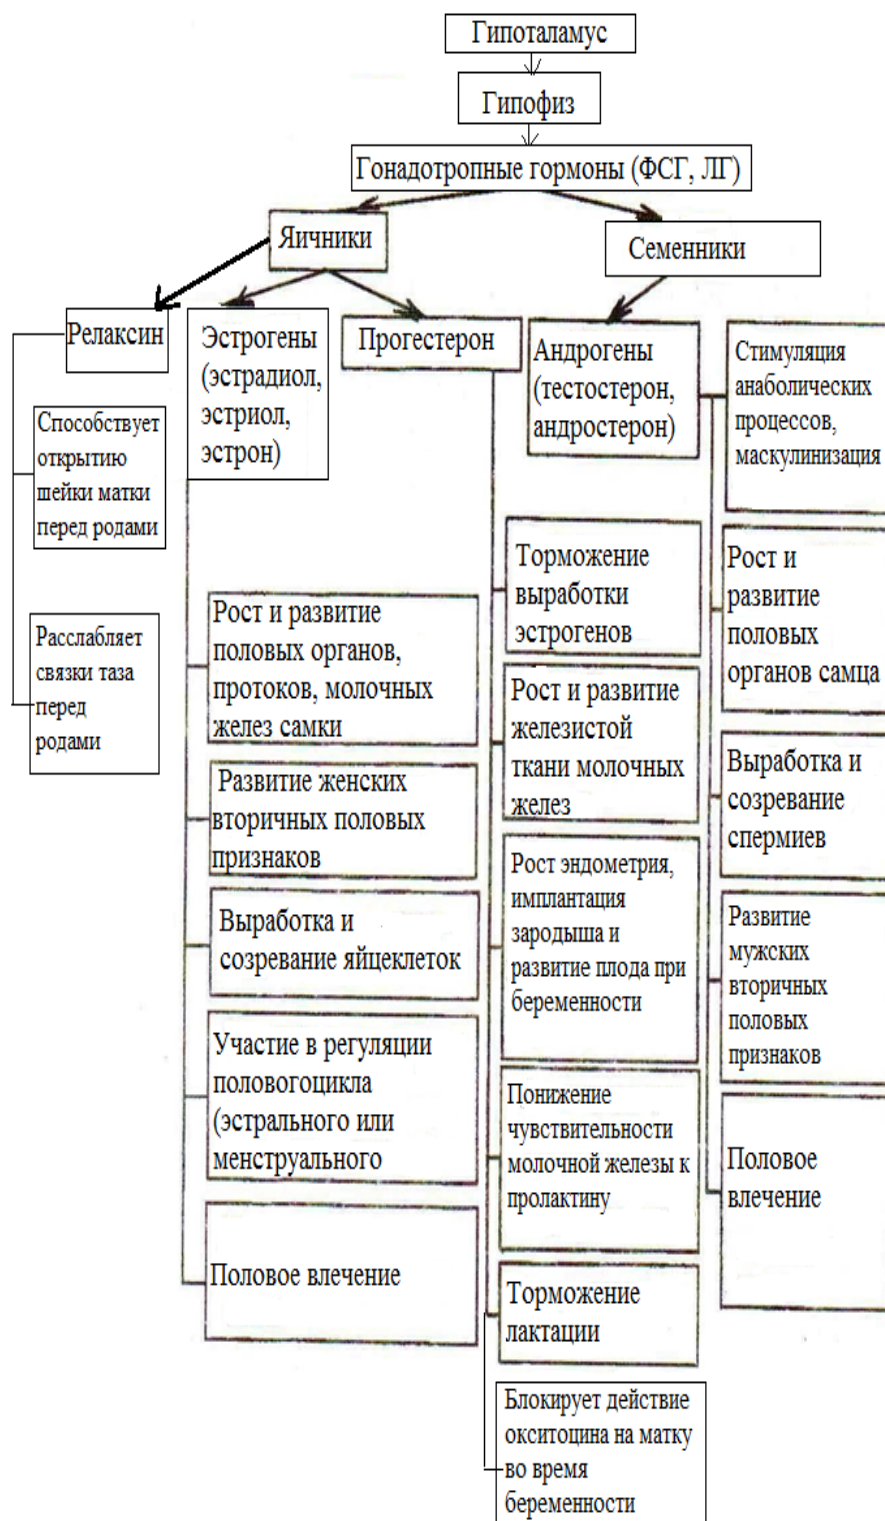 Гипоталамус
Гипофиз
Гонадотропные гормоны (ФСГ, ЛГ)
Яичники
Семенники
Релаксин
Способствует
открытию
шейки матки
перед родами
Расслабляет
связки таза
перед
родами
Эстрогены
(эстрадиол,
эстриол,
эстрон)
Рост и развитие
половых органов,
протоков, молочных
желез самки
Развитие женских
вторичных половых
признаков
Выработка и
созревание яйцеклеток
Участие в регуляции
половогоцикла
(эстрального или
менструального
Половое влечение
Прогестерон
Торможение
выработки
эстрогенов
Рост и развитие
железистой
ткани молочных
желез
Рост эндометрия,
имплантация
зародыша и
развитие плода при
беременности
Понижение
чувствительности
молочной железы к
пролактину
Торможение
лактации
Блокирует действие
окситоцина на матку
во время
беременности
Андрогены
(тестостерон,
андростерон)
Стимуляция
анаболических
процессов,
маскулинизация
Рост и
развитие
половых
органов самца
Выработка и
созревание
спермиев
Развитие
мужских
вторичных
половых
признаков
Половое
влечение